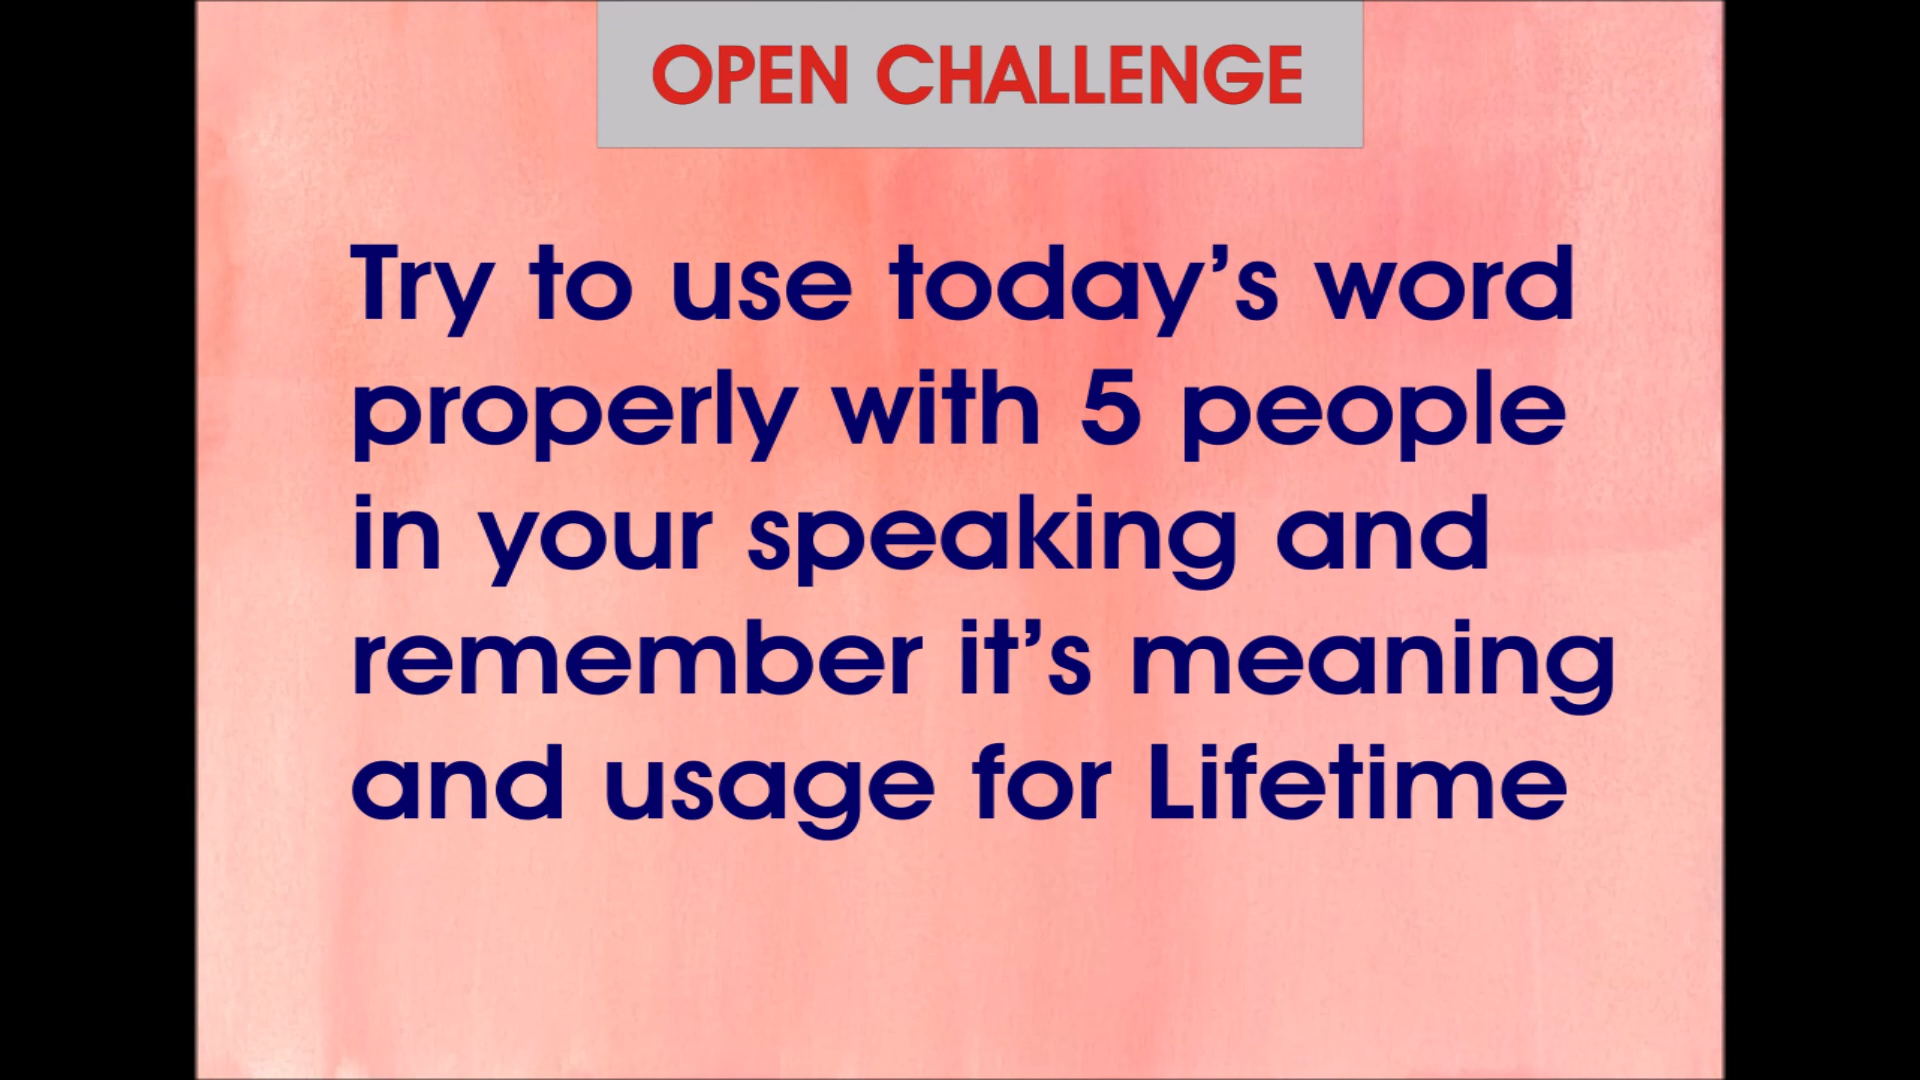 OPEN CHALLENGE
Try to use today’s word
properly with 5 people
in your speaking and
remember it’s meaning
and usage for Lifetime